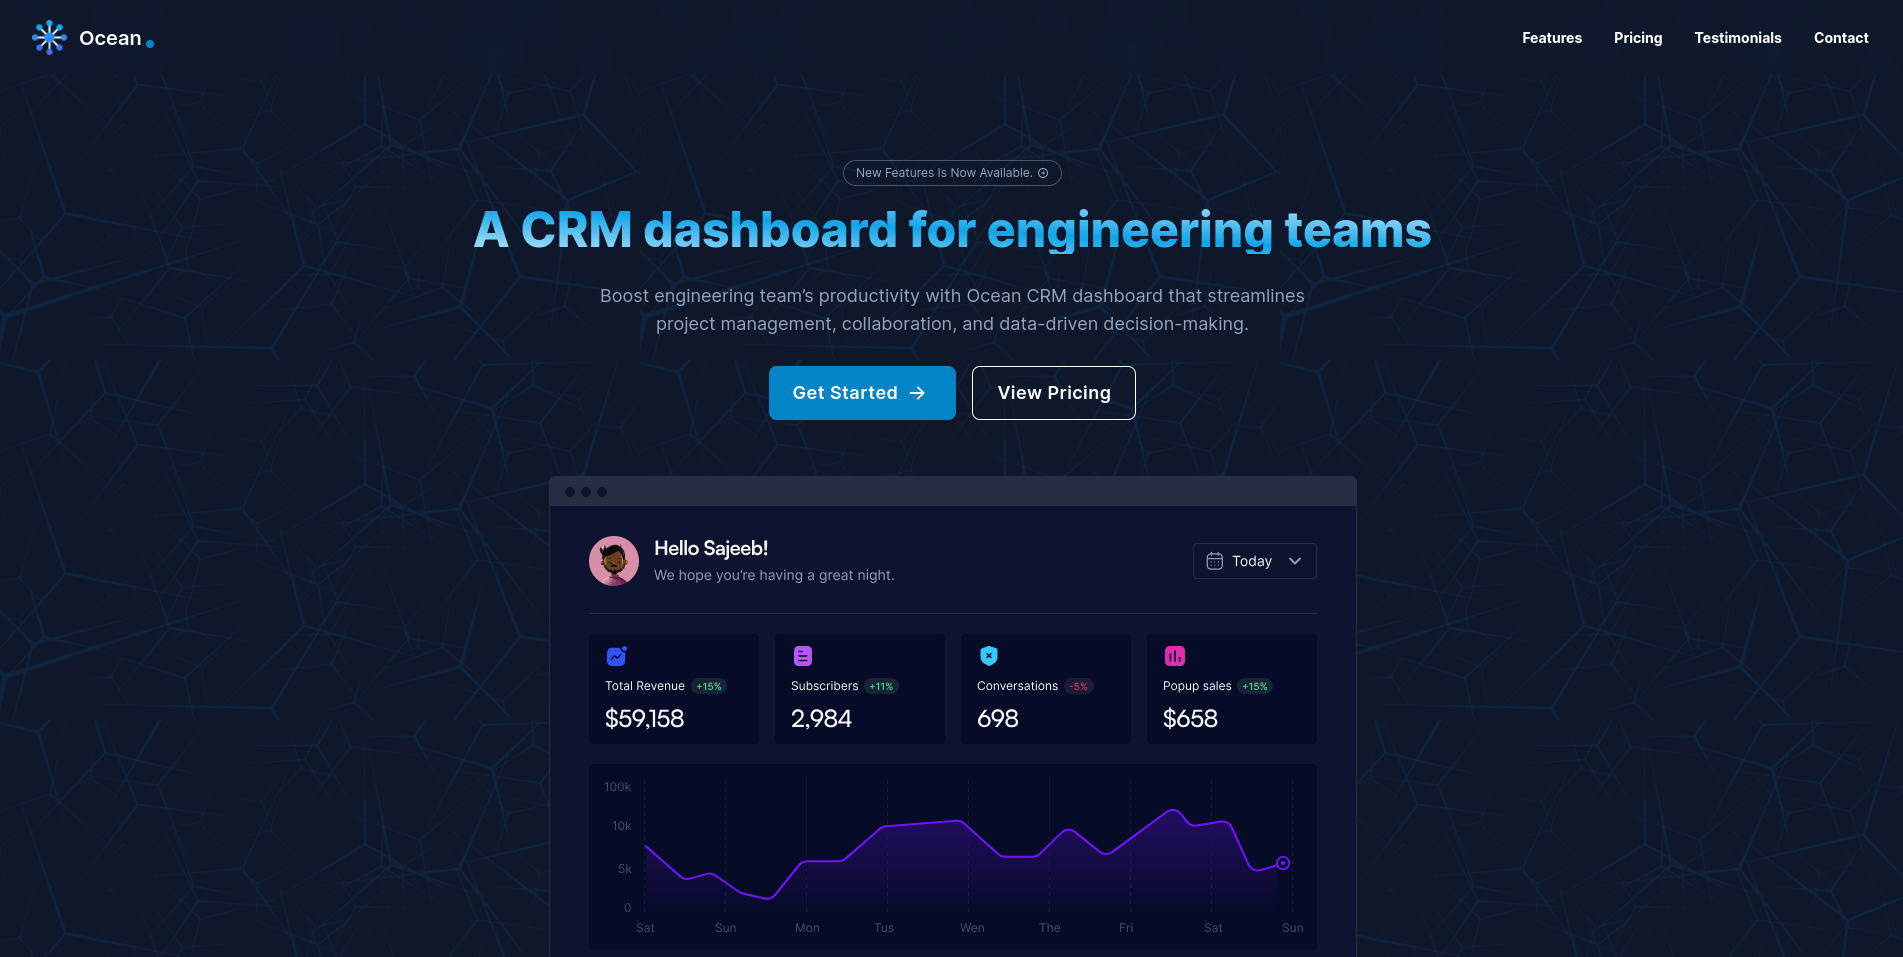 Ocean
Features Pricing Testimonials Contact
New Features Is Now Available.
A CRM dashboard for engineering teams
Boost engineering team’s productivity with Ocean CRM dashboard that streamlines
project management, collaboration, and data-driven decision-making.
Get Started View Pricing
Hello Sajeeb!
We hope you’re having a great night.
Today
Total Revenue +15%
$59,158
Subscribers +11%
2,984
Conversations -5%
698
Popup sales +15%
$658
100k
10k
5k
0
Sat Sun Mon Tus Wen The Fri Sat Sun